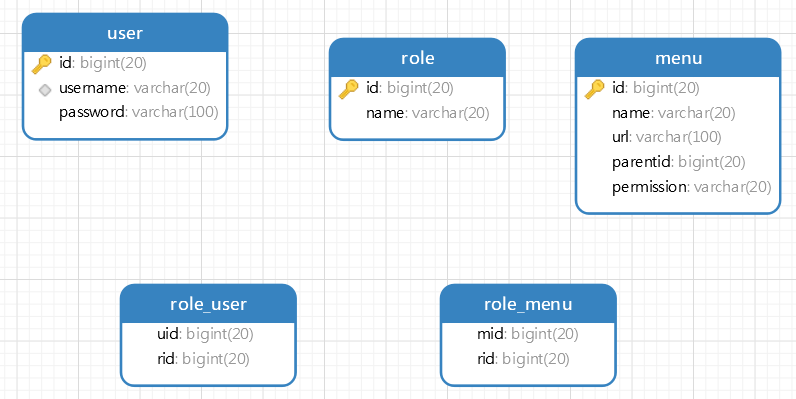 user
id: bigint(20)
username: varchar(20)
password: varchar(100)
role
id: bigint(20)
name: varchar(20)
menu
id: bigint(20)
name: varchar(20)
url: varchar(100)
parentid: bigint(20)
permission: varchar(20)
role_user
uid: bigint(20)
rid: bigint(20)
role_menu
mid: bigint(20)
rid: bigint(20)